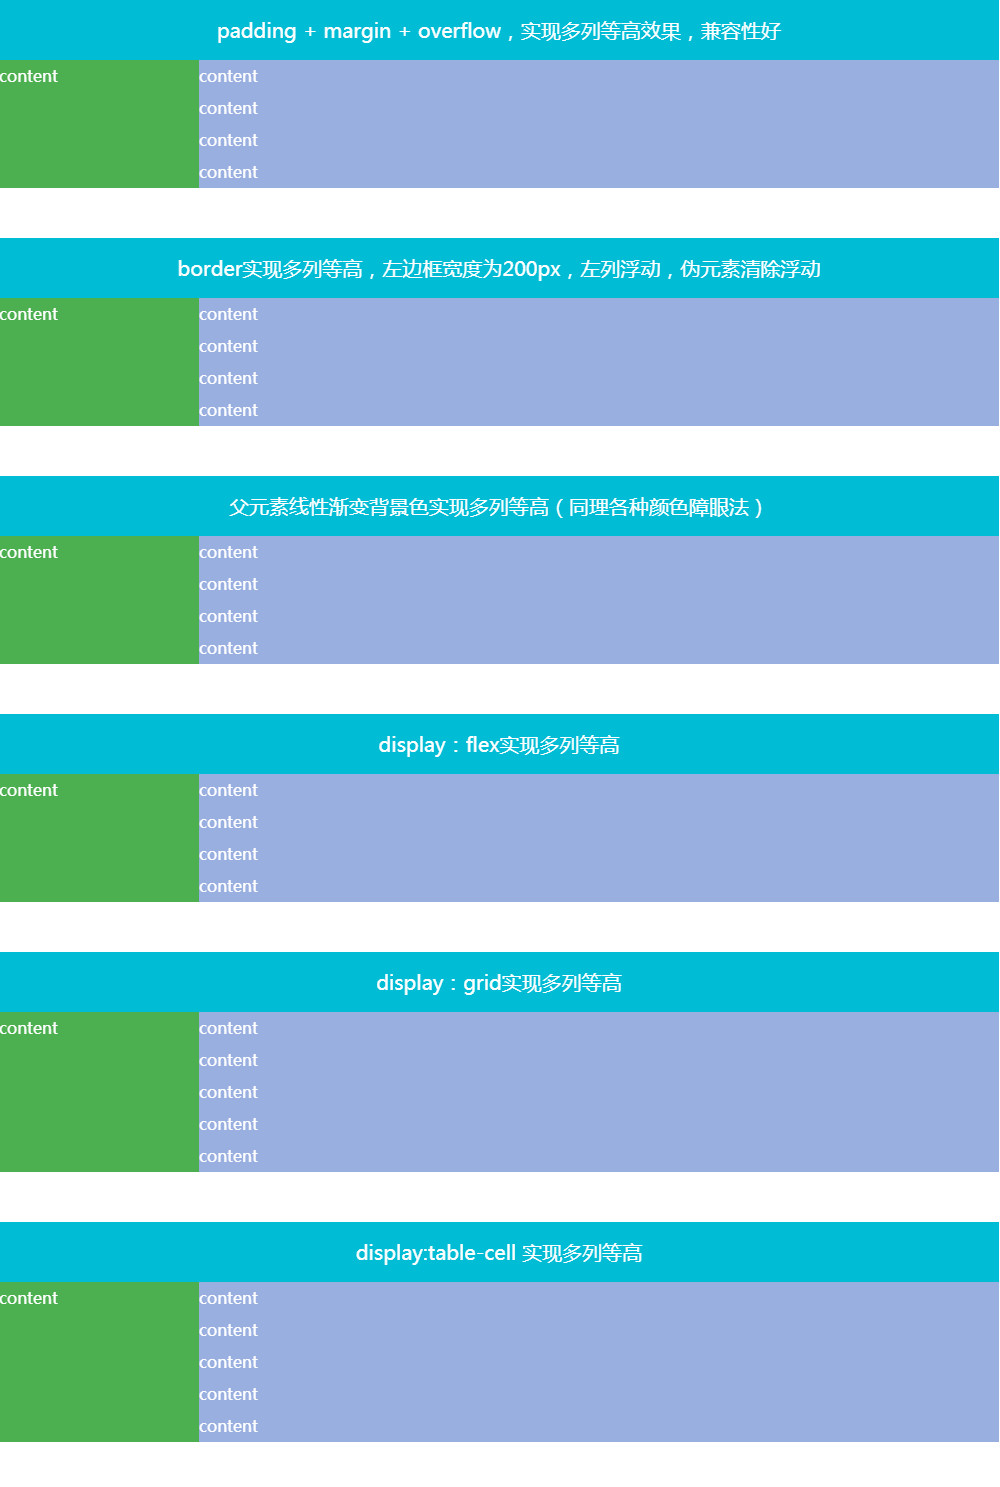 padding + margin + overflow，实现多列等高效果，兼容性好
content content
content
content
content
border实现多列等高，左边框宽度为200px，左列浮动，伪元素清除浮动
content content
content
content
content
父元素线性渐变背景色实现多列等高（同理各种颜色障眼法）
content content
content
content
content
display：flex实现多列等高
content content
content
content
content
display：grid实现多列等高
content content
content
content
content
content
display:table-cell 实现多列等高
content content
content
content
content
content